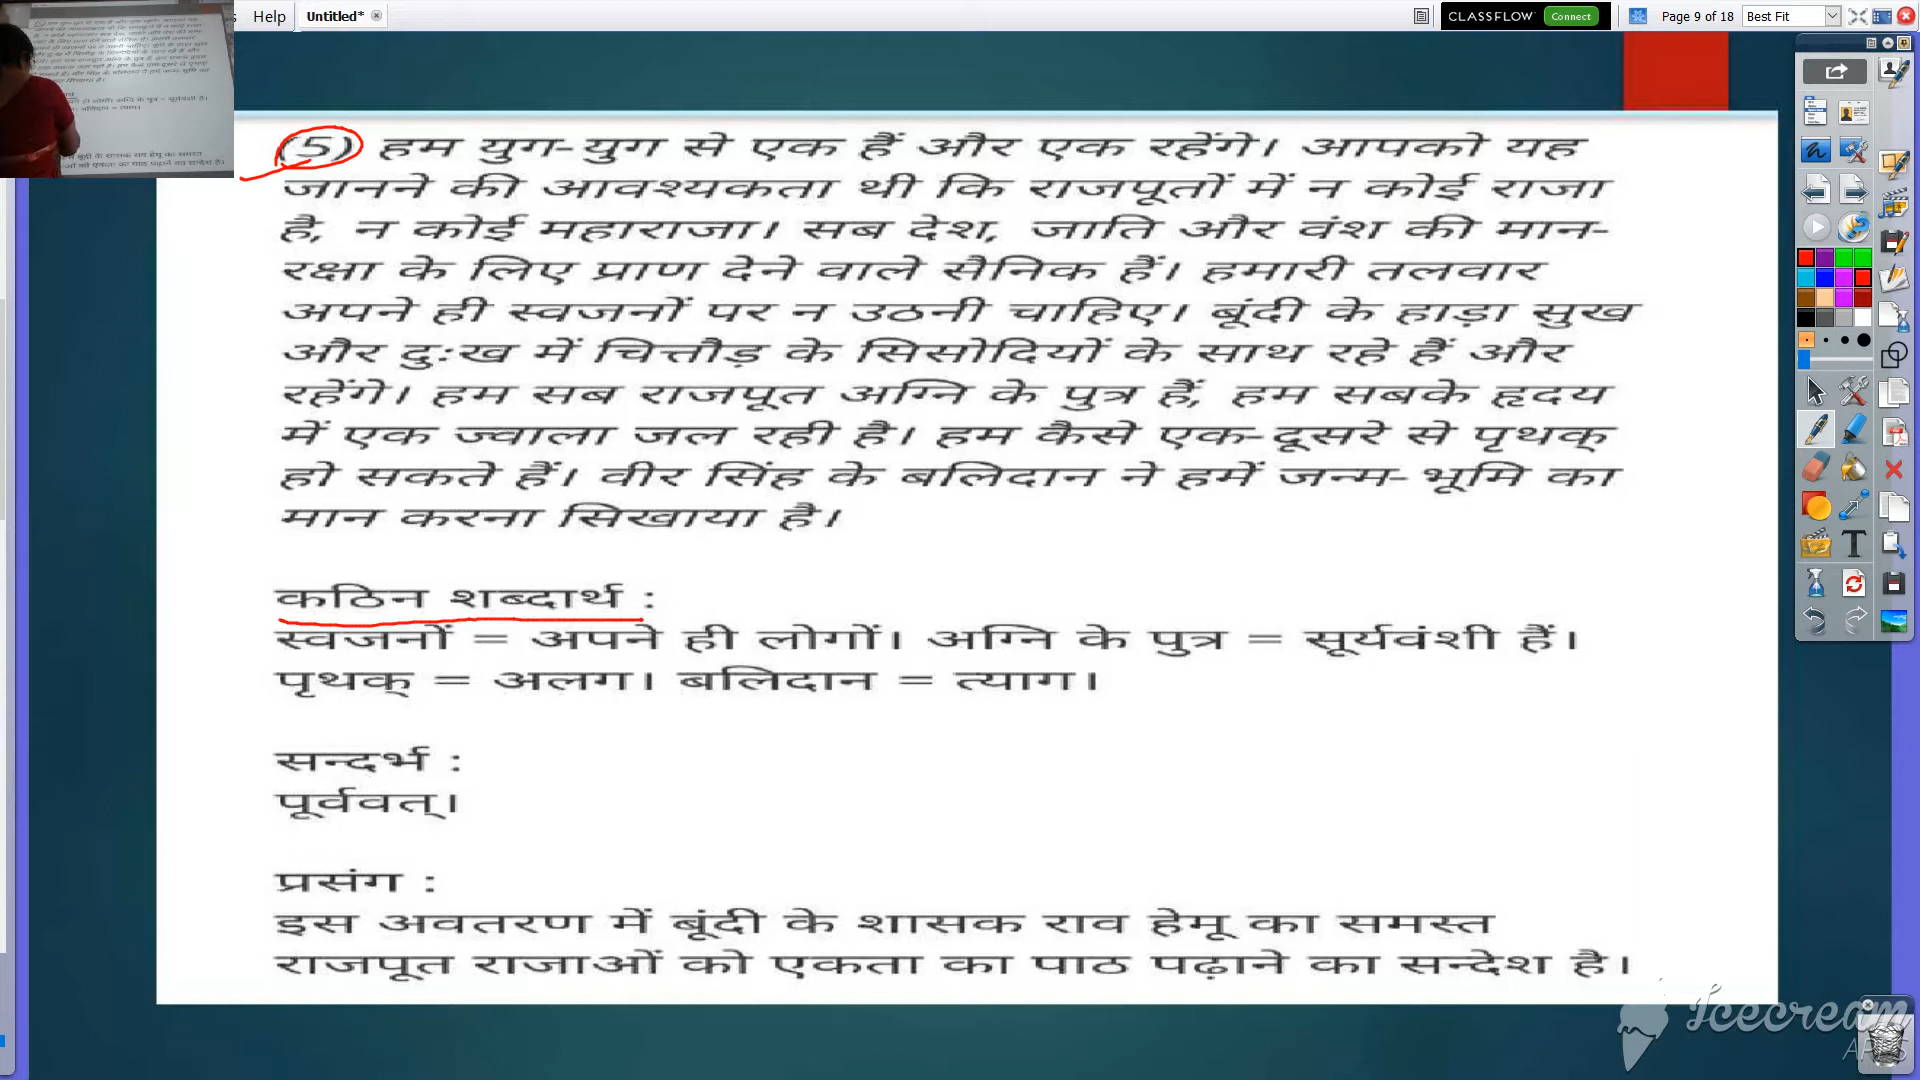 Help Untitled* CLASSFLOW Connect Page 9 of 18 Best Fit
(5) हम युग-युग से एक हैं और एक रहेंगे। आपको यह
जानने की आवश्यकता थी कि राजपूतों में न कोई राजा
है, न कोई महाराजा। सब देश, जाति और वंश की मान-
रक्षा के लिए प्राण देने वाले सैनिक हैं। हमारी तलवार
अपने ही स्वजनों पर न उठनी चाहिए। बूंदी के हाड़ा सुख
और दुःख में चित्तौड़ के सिसोदियों के साथ रहे हैं और
रहेंगे। हम सब राजपूत अग्नि के पुत्र हैं, हम सबके हृदय
में एक ज्वाला जल रही है। हम कैसे एक-दूसरे से पृथक्
हो सकते हैं। वीर सिंह के बलिदान ने हमें जन्म-भूमि का
मान करना सिखाया है।
कठिन शब्दार्थ :
स्वजनों = अपने ही लोगों। अग्नि के पुत्र = सूर्यवंशी हैं।
पृथक् = अलग। बलिदान = त्याग।
सन्दर्भ :
पूर्ववत्।
प्रसंग :
इस अवतरण में बूंदी के शासक राव हेमू का समस्त
राजपूत राजाओं को एकता का पाठ पढ़ाने का सन्देश है।
Icecream
APPS